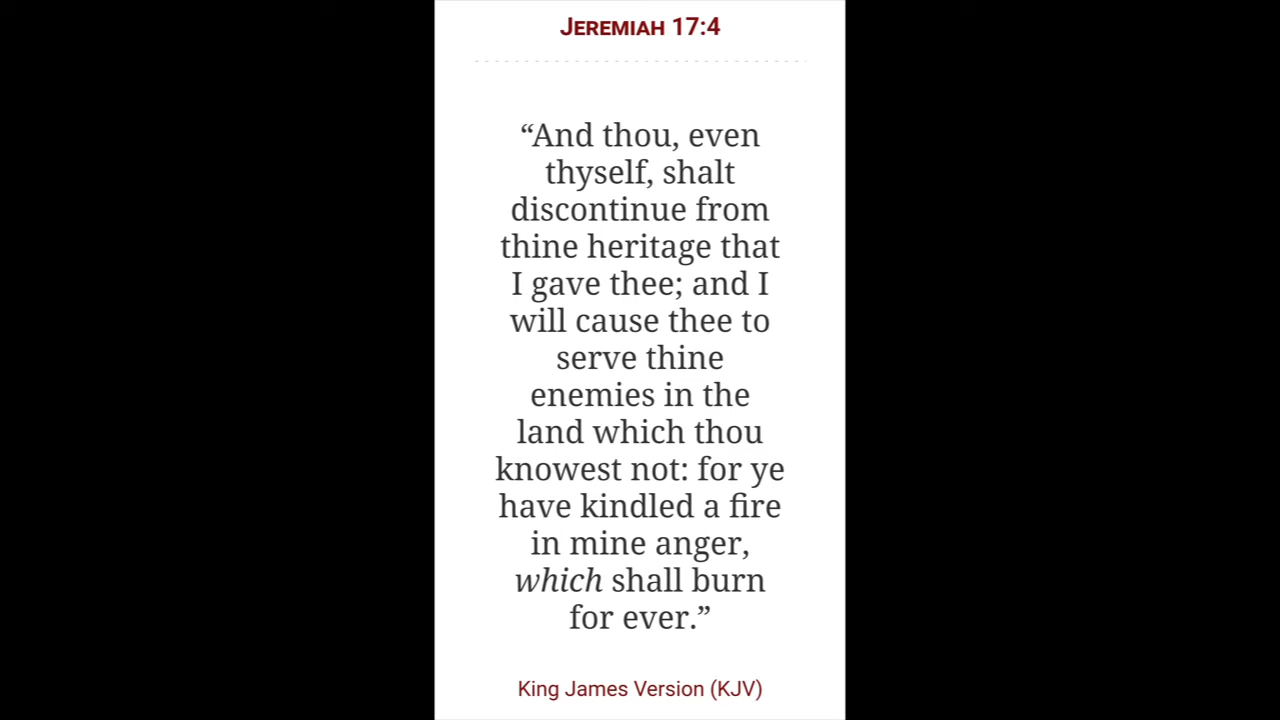 Jeremiah 17:4
“And thou, even
thyself, shalt
discontinue from
thine heritage that
I gave thee; and I
will cause thee to
serve thine
enemies in the
land which thou
knowest not: for ye
have kindled a fire
in mine anger,
which shall burn
for ever.”
King James Version (KJV)